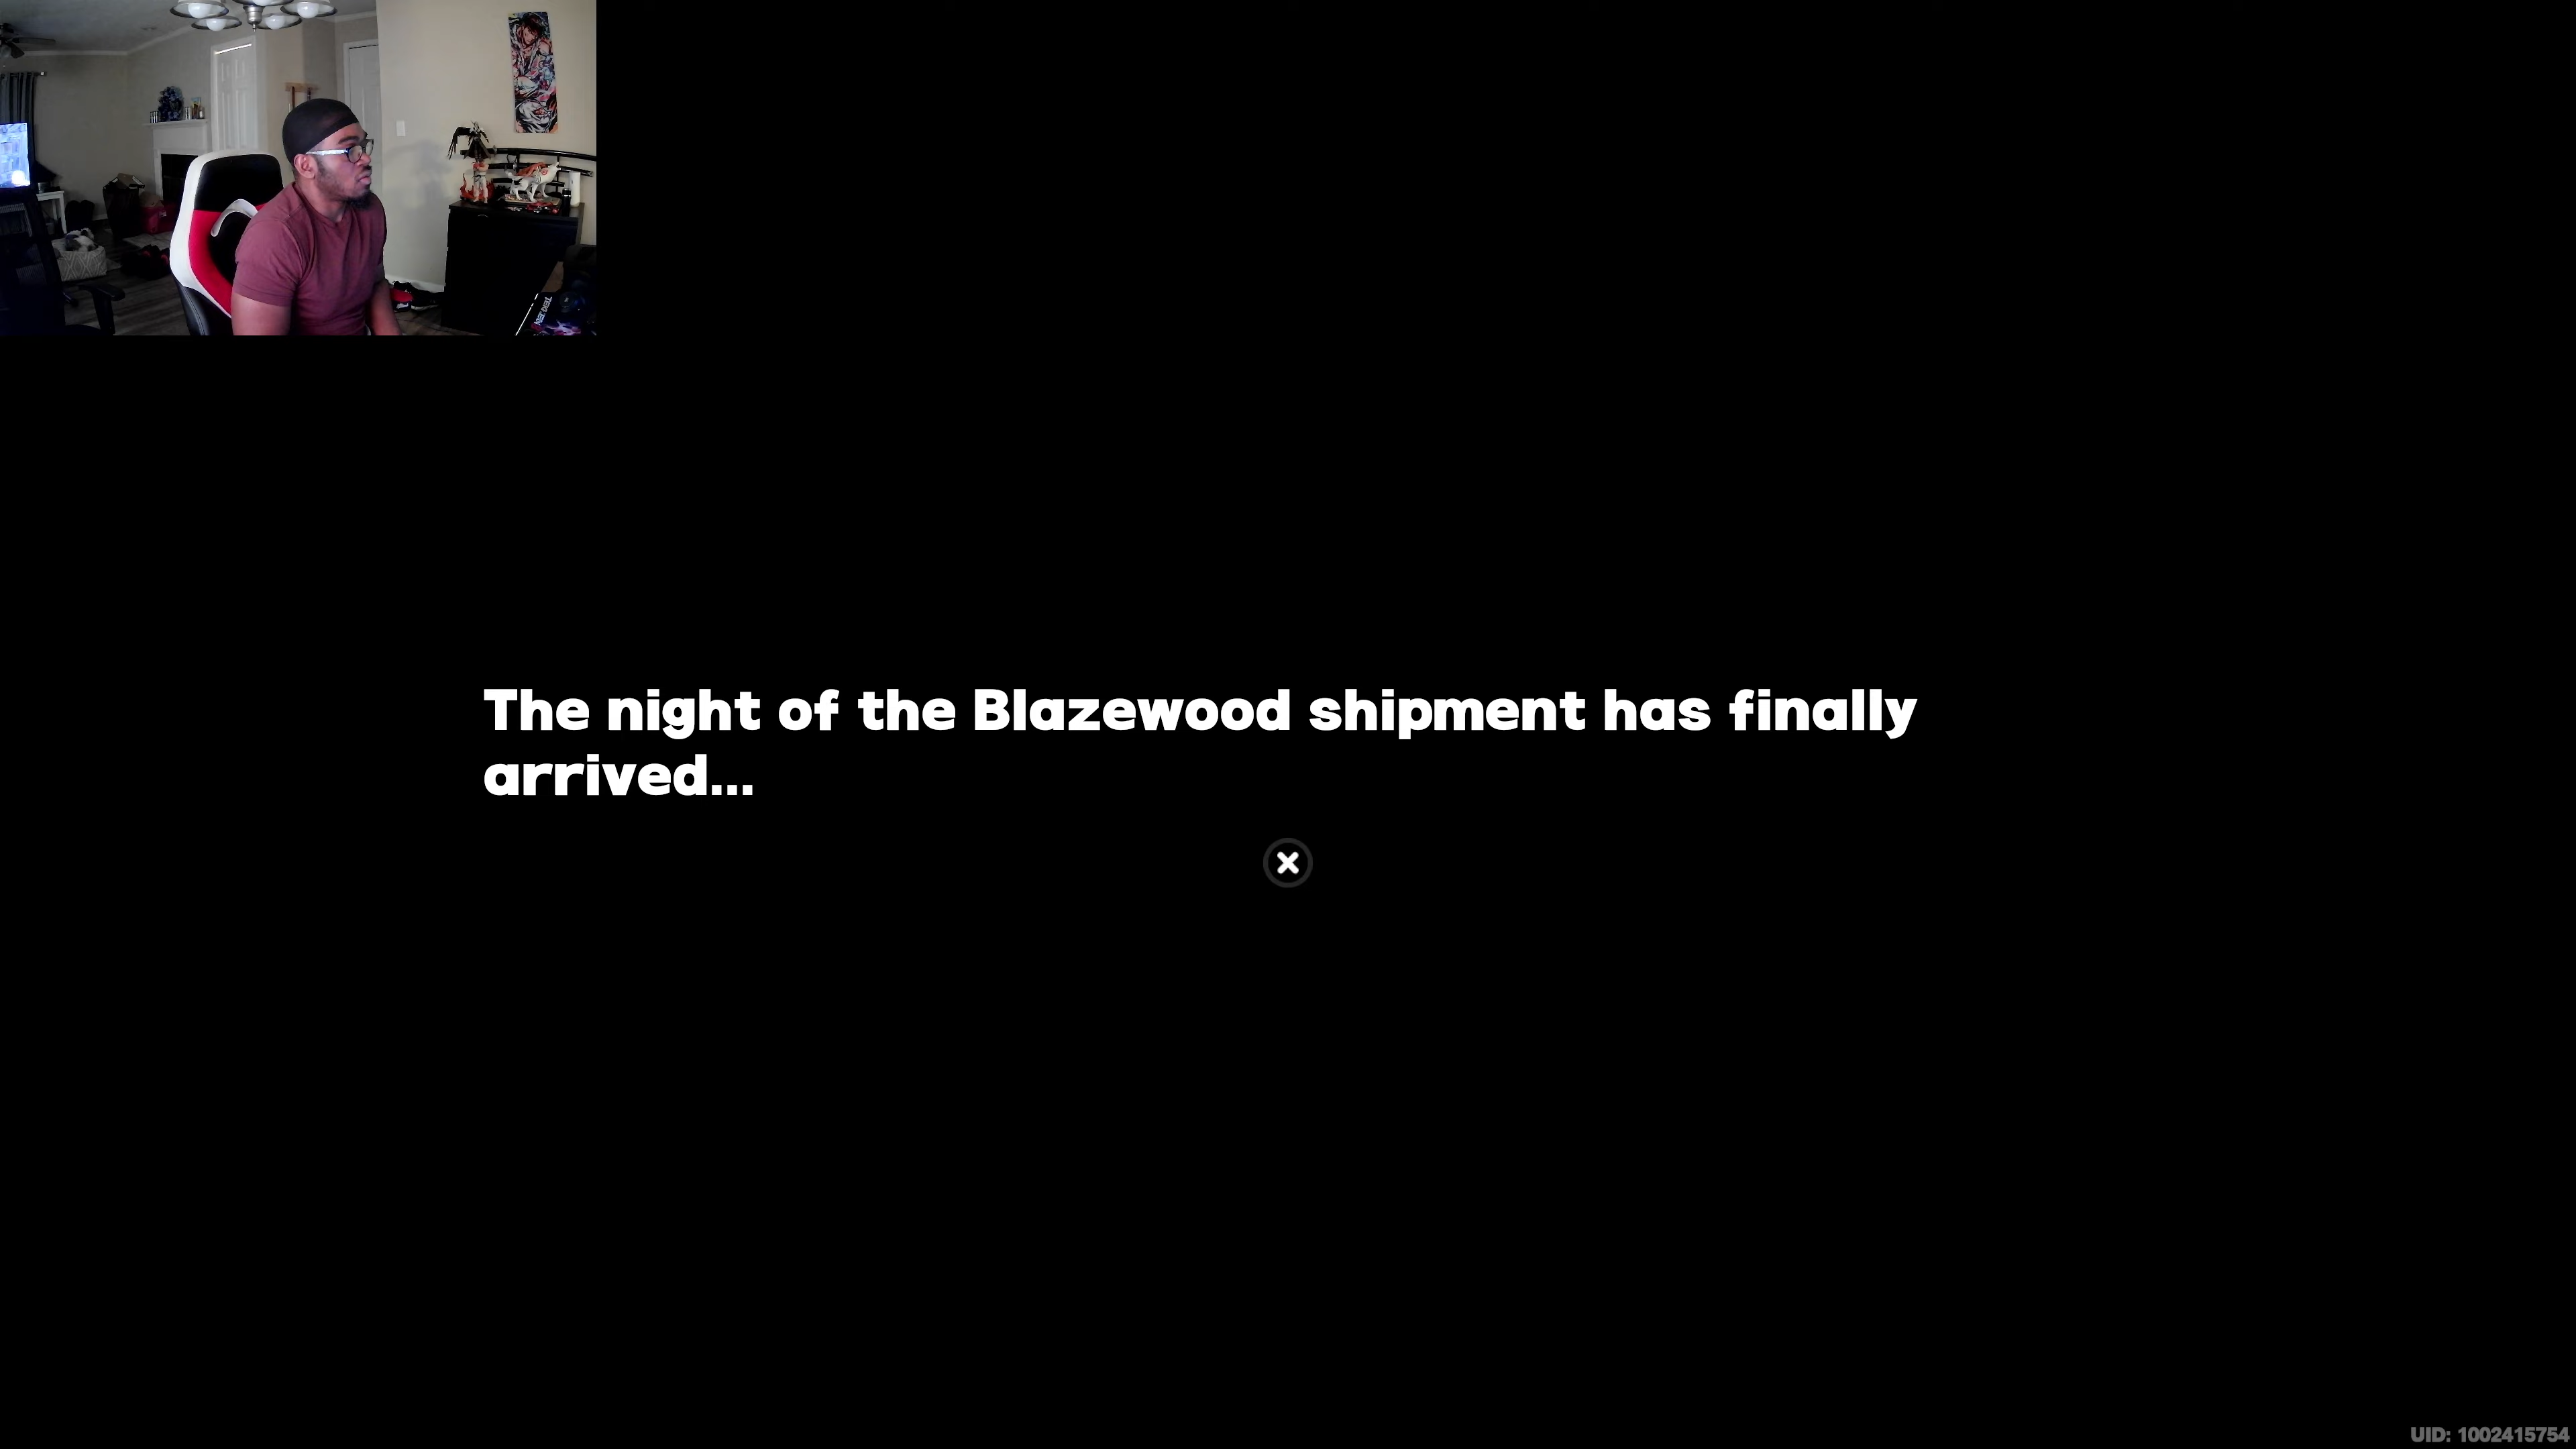 The night of the Blazewood shipment has finally
arrived...
UID: 1002415754